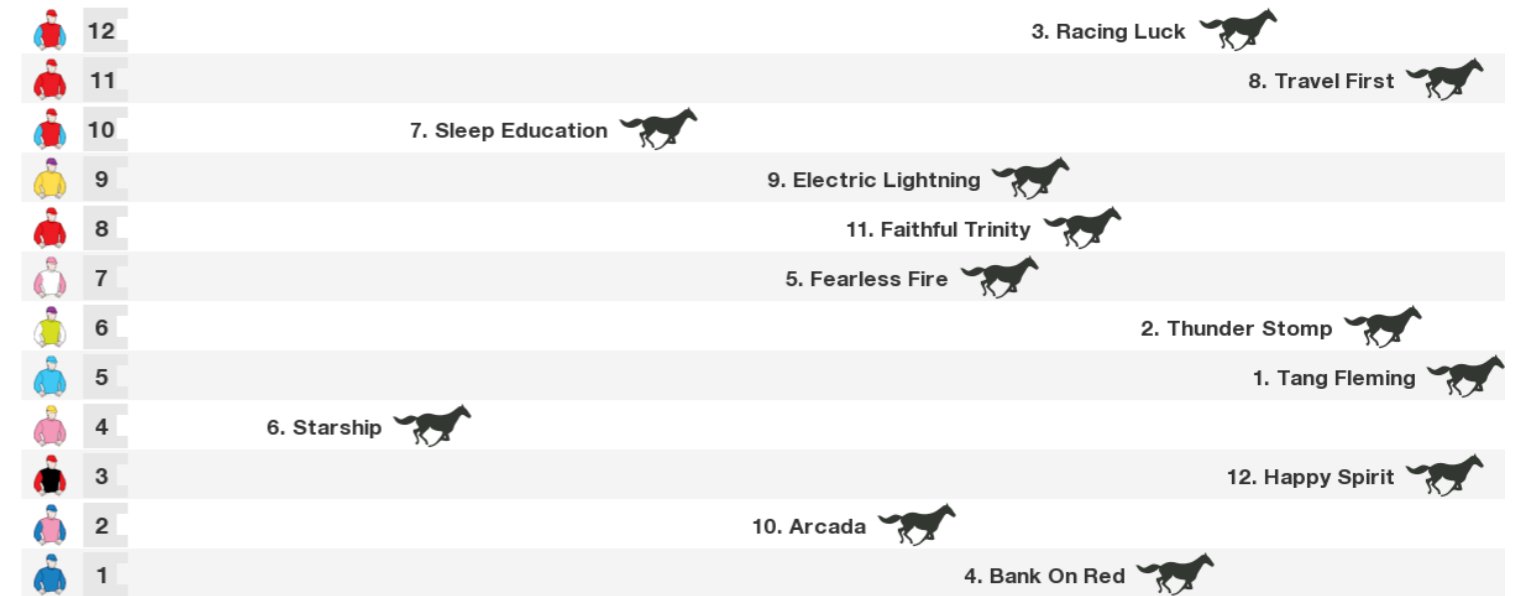 12 3. Racing Luck
11 8. Travel First
10 7. Sleep Education
9 9. Electric Lightning
8 11. Faithful Trinity
7 5. Fearless Fire
6 2. Thunder Stomp
5 1. Tang Fleming
4 6. Starship
3 12. Happy Spirit
2 10. Arcada
1 4. Bank On Red